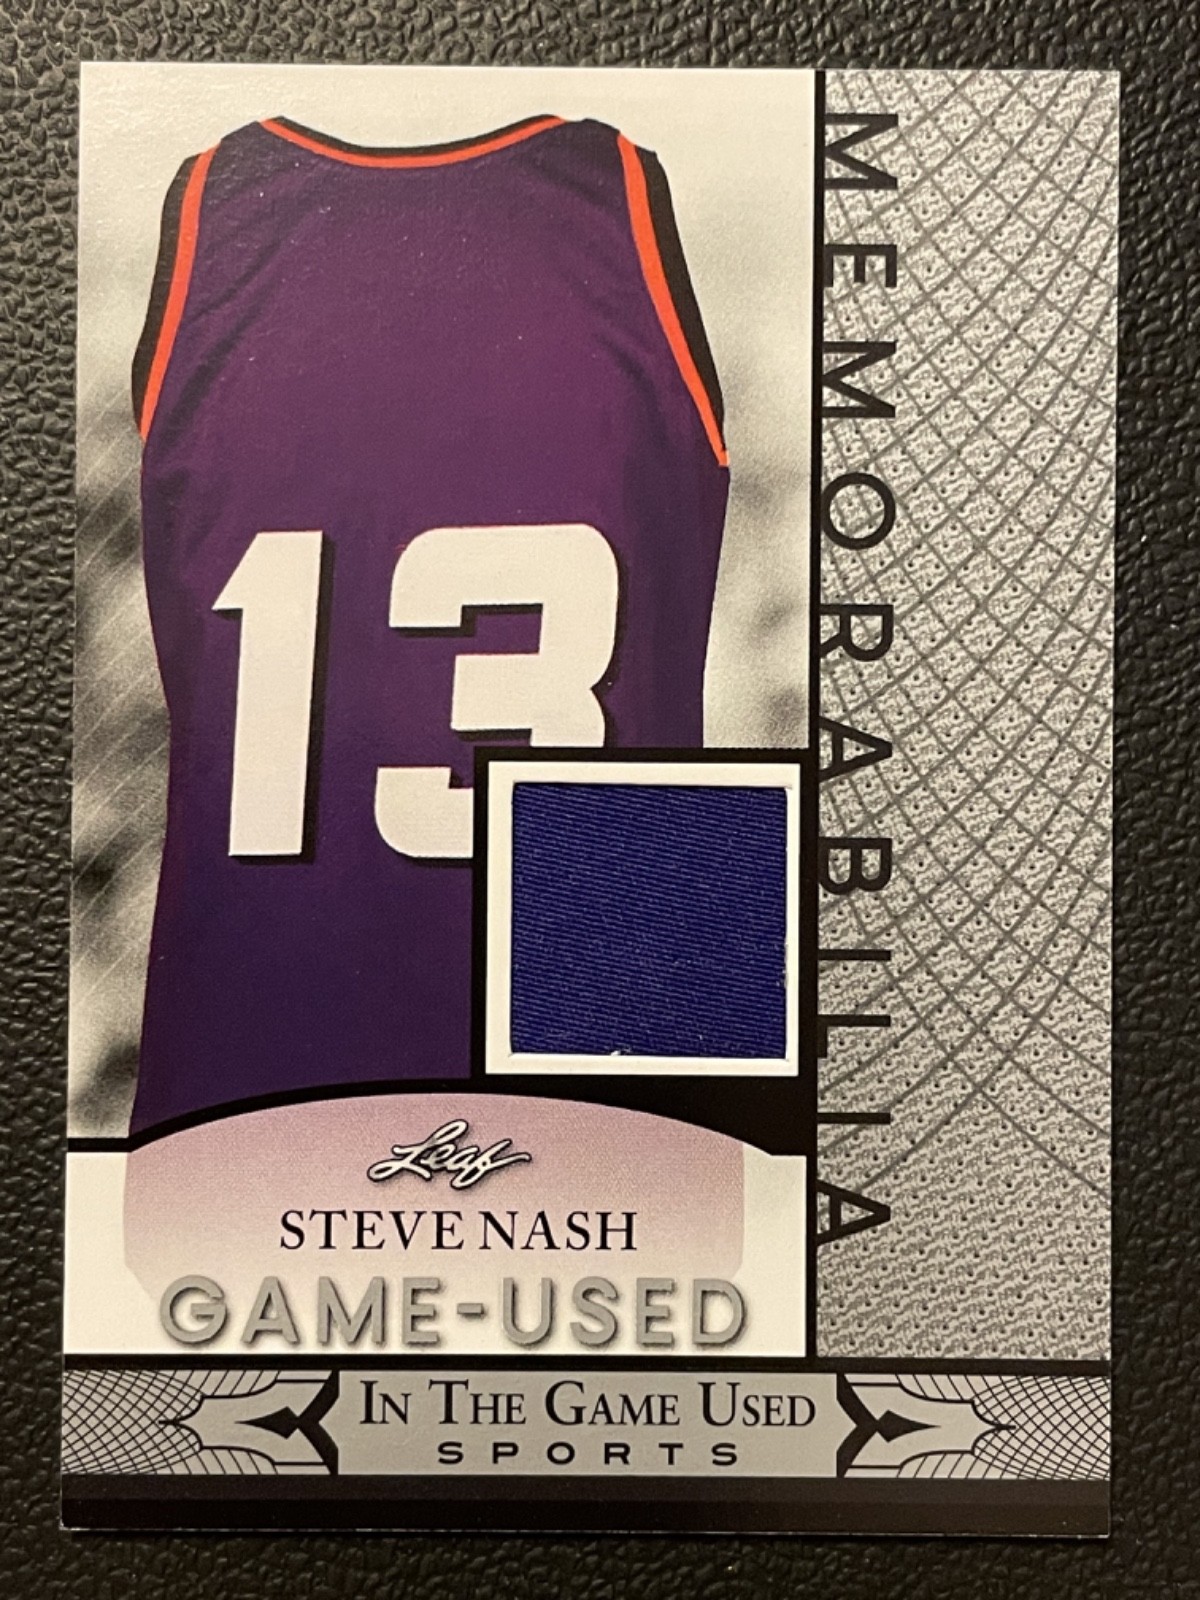 13
MEMORABILIA
Leaf
STEVE NASH
GAME-USED
IN THE GAME USED
SPORTS